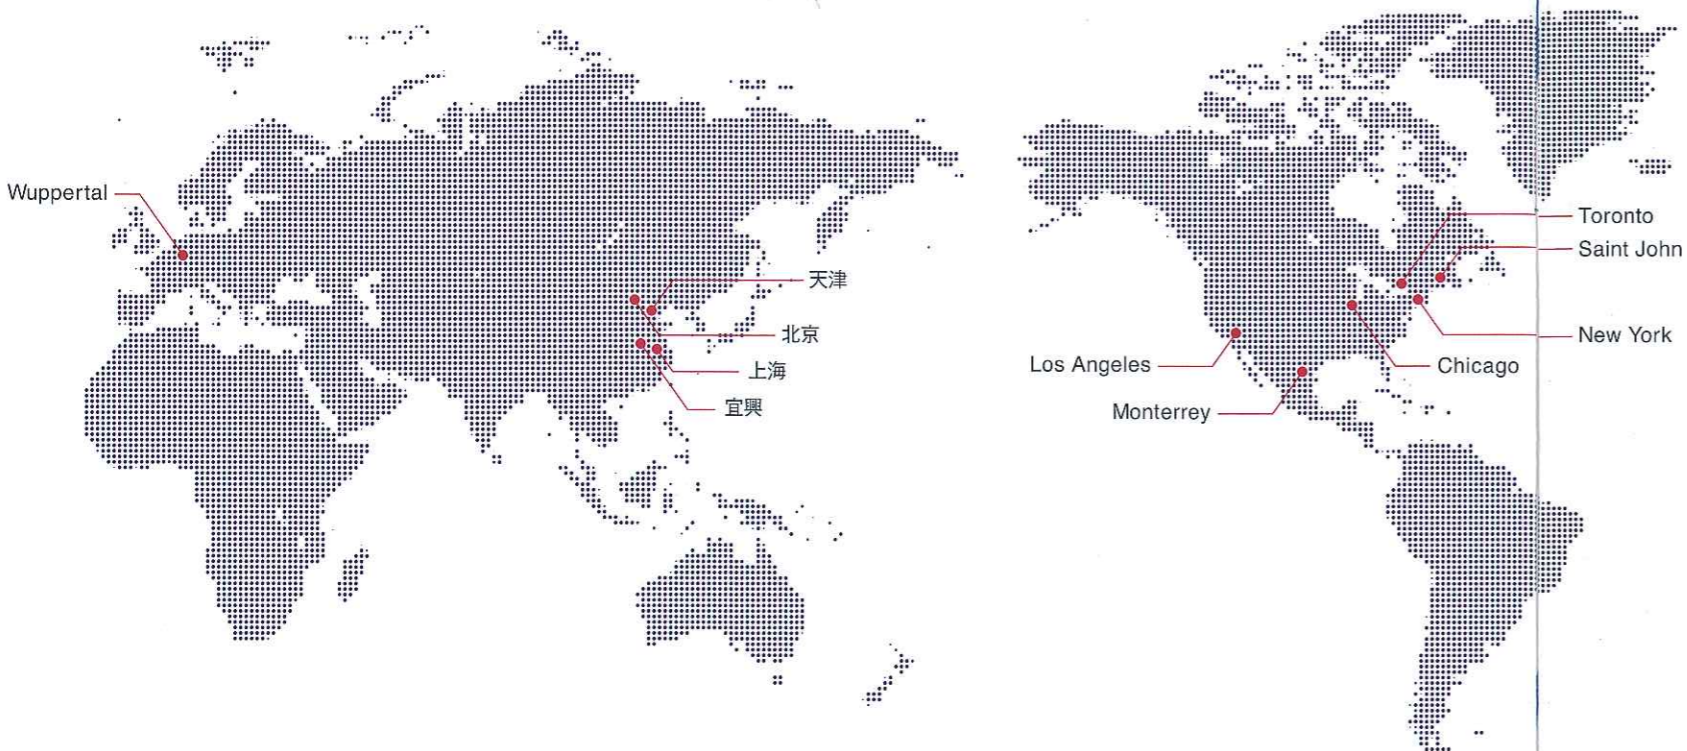 Wuppertal
天津
北京
上海
宜興
Toronto
Saint John
New York
Los Angeles
Chicago
Monterrey